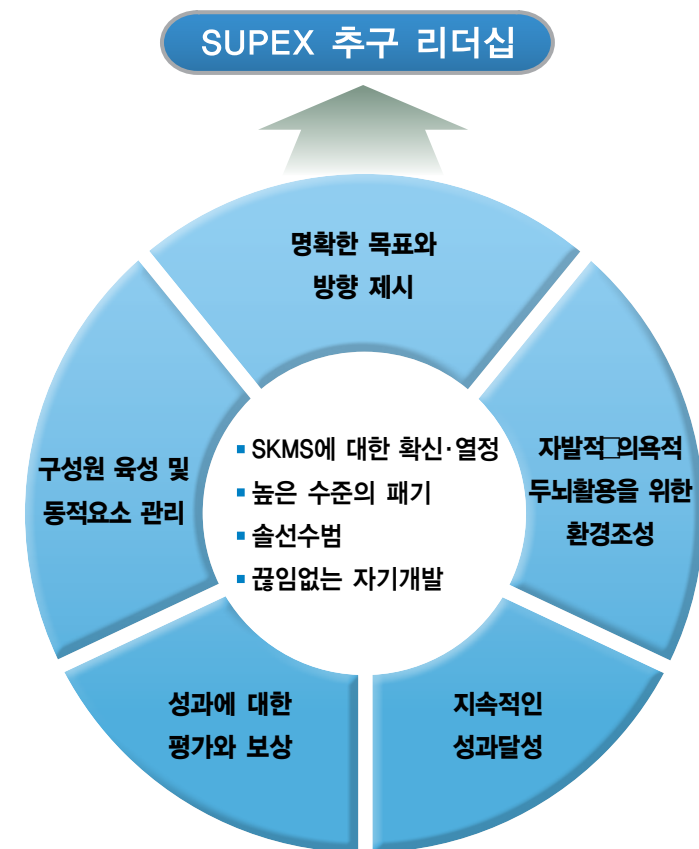 SUPEX 추구 리더십
명확한 목표와
방향 제시
자발적□의욕적
두뇌활용을 위한
환경조성
지속적인
성과달성
성과에 대한
평가와 보상
구성원 육성 및
동적요소 관리
▪ SKMS에 대한 확신·열정
▪ 높은 수준의 패기
▪ 솔선수범
▪ 끊임없는 자기개발